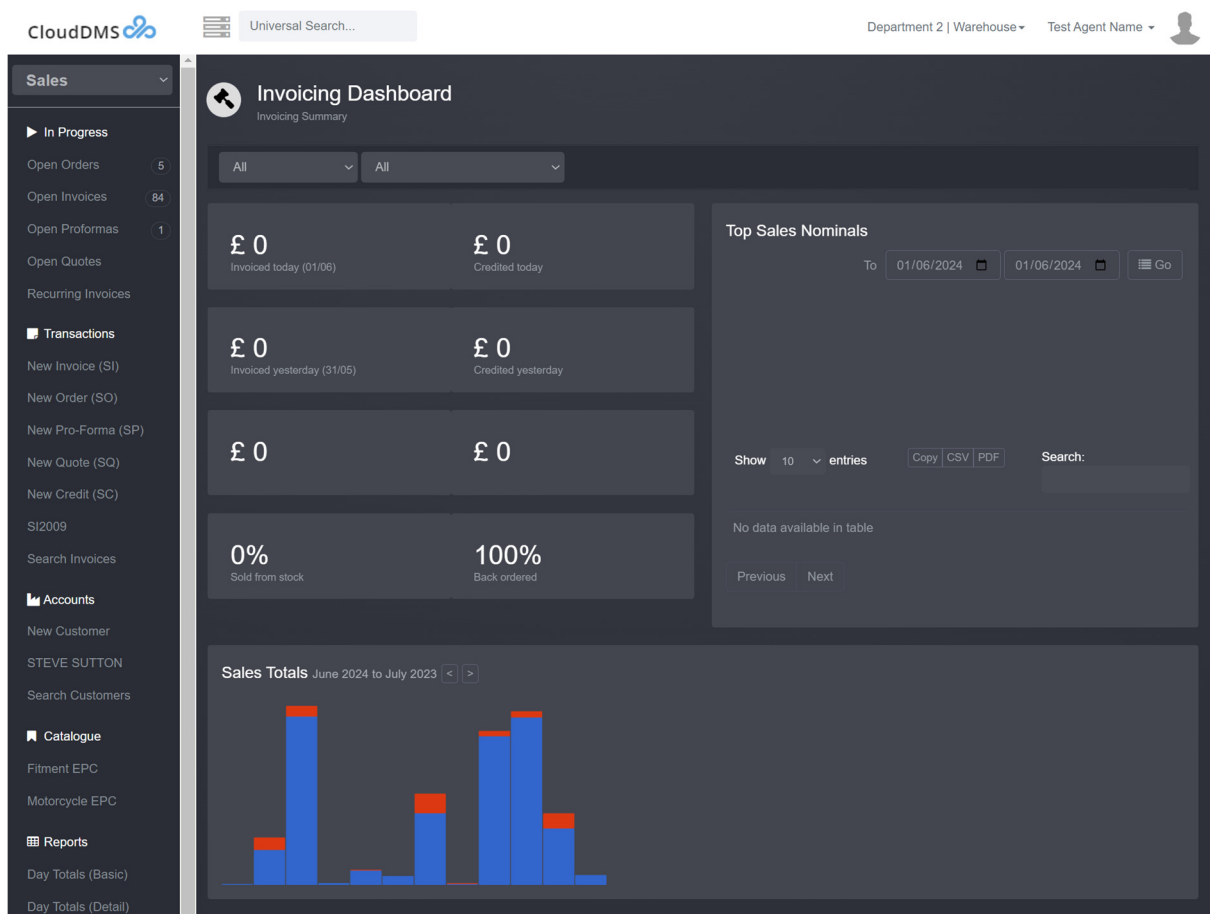 CloudDMS
Universal Search...
Department 2 | Warehouse
Test Agent Name
Sales
In Progress
Open Orders 5
Open Invoices 84
Open Proformas 1
Open Quotes
Recurring Invoices
Transactions
New Invoice (SI)
New Order (SO)
New Pro-Forma (SP)
New Quote (SQ)
New Credit (SC)
SI2009
Search Invoices
Accounts
New Customer
STEVE SUTTON
Search Customers
Catalogue
Fitment EPC
Motorcycle EPC
Reports
Day Totals (Basic)
Day Totals (Detail)
Invoicing Dashboard
Invoicing Summary
All All
£ 0 £ 0
Invoiced today (01/06) Credited today
£ 0 £ 0
Invoiced yesterday (31/05) Credited yesterday
£ 0 £ 0
0% 100%
Sold from stock Back ordered
Top Sales Nominals
To 01/06/2024 01/06/2024 Go
Show 10 entries Copy CSV PDF Search:
No data available in table
Previous Next
Sales Totals June 2024 to July 2023 < >